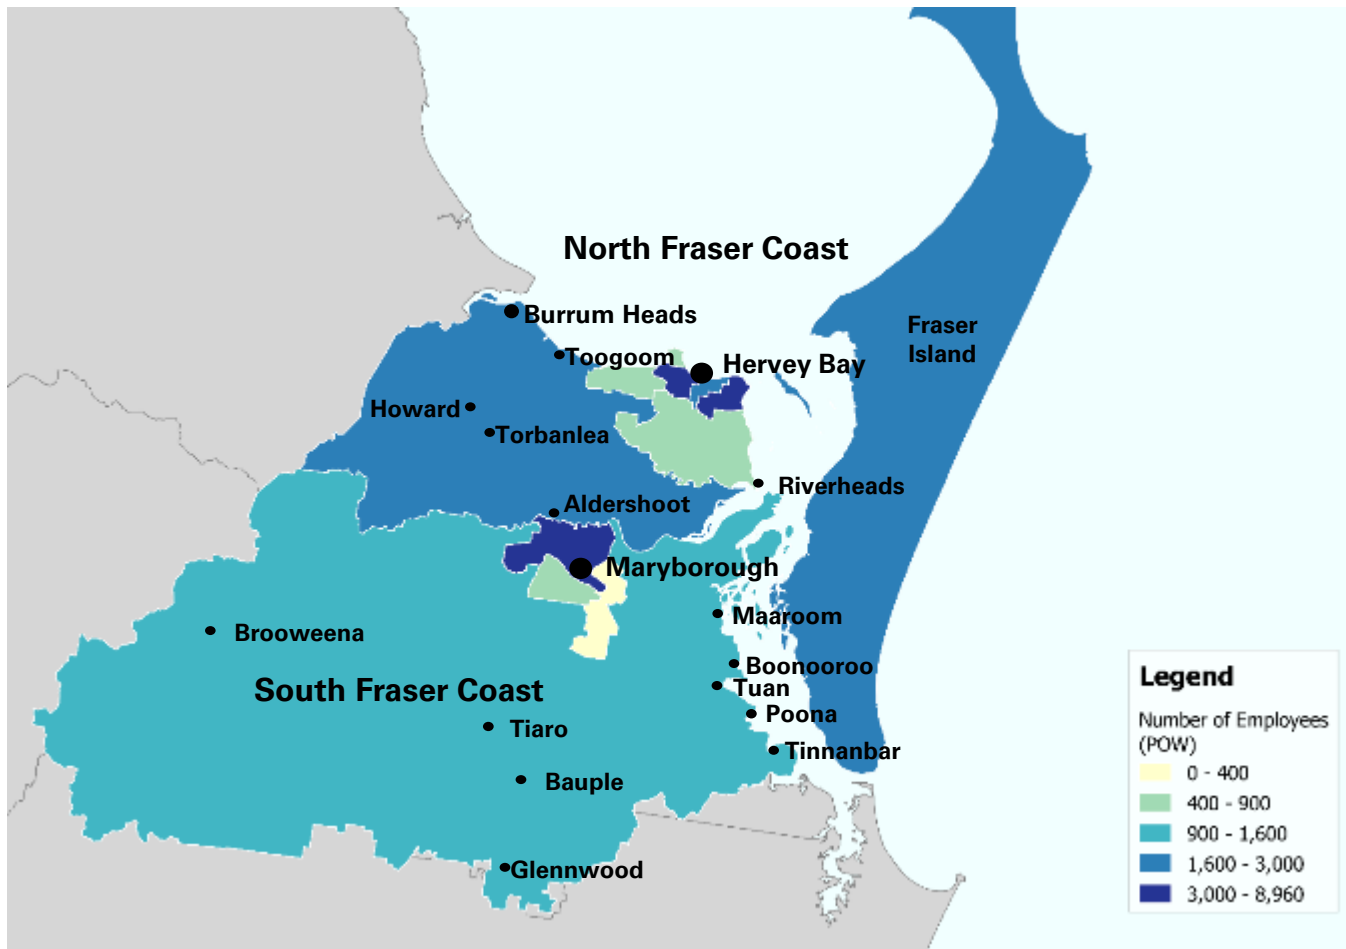 North Fraser Coast
Burrum Heads
Fraser
Island
Toogoom
Hervey Bay
Howard
Torbanlea
Riverheads
Aldershoot
Maryborough
Maaroom
Brooweena
Boonooroo
South Fraser Coast
Tuan
Poona
Tiaro
Tinnanbar
Bauple
Glennwood
Legend
Number of Employees
(POW)
0 - 400
400 - 900
900 - 1,600
1,600 - 3,000
3,000 - 8,960